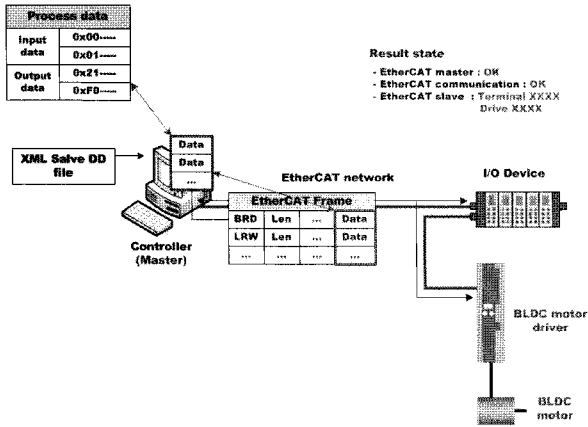 Process data
Input data
0x00-----
0x01-----
Output data
0x21-----
0xF0-----
Result state
- EtherCAT master : OK
- EtherCAT communication : OK
- EtherCAT slave : Terminal XXXX
Drive XXXX
XML Salve DD file
Data
Data
...
Controller
(Master)
EtherCAT network
EtherCAT Frame
BRD Len ... Data
LRW Len ... Data
... ... ... ...
I/O Device
BLDC motor
driver
BLDC
motor